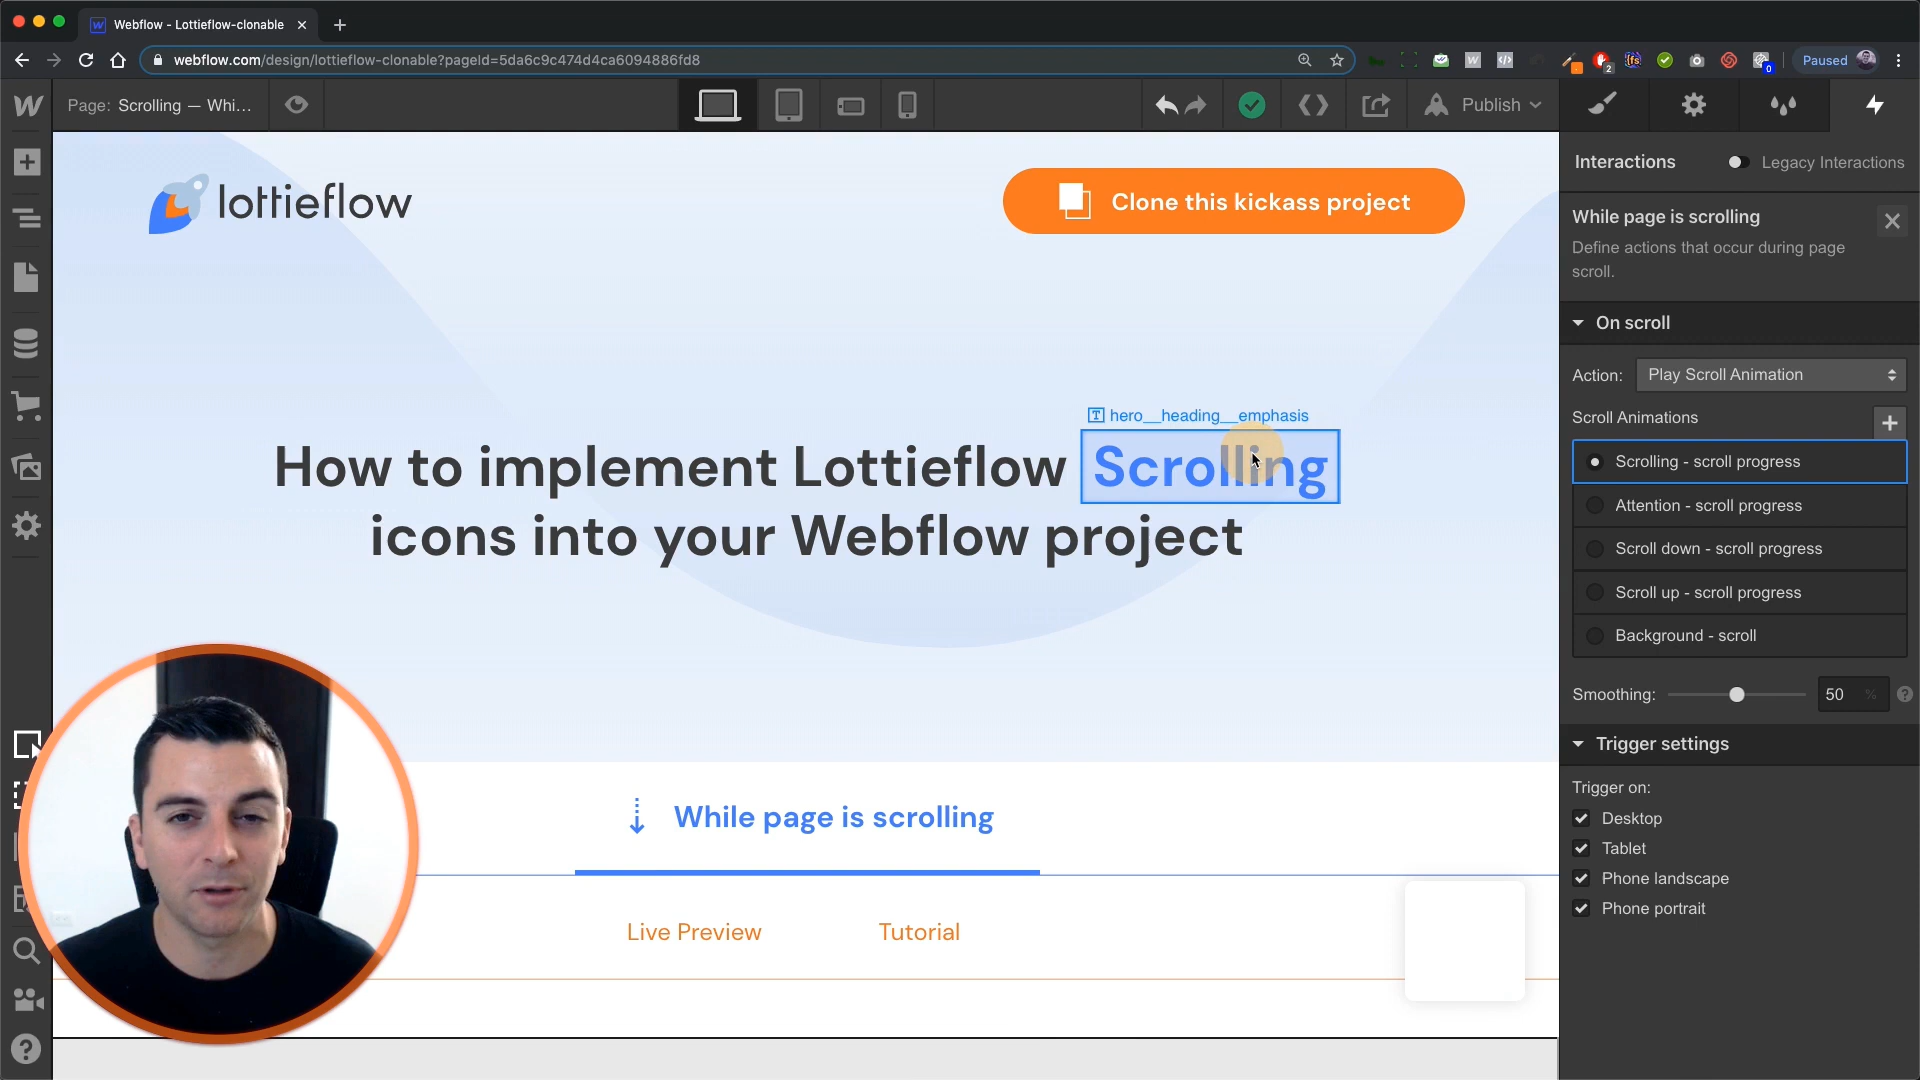 Webflow - Lottieflow-clonable
webflow.com/design/lottieflow-clonable?pageId=5da6c9c474d4ca6094886fd8
Paused
Page: Scrolling — Whi...
Publish
Interactions
Legacy Interactions
lottieflow
Clone this kickass project
While page is scrolling
Define actions that occur during page
scroll.
On scroll
Action: Play Scroll Animation
Scroll Animations
hero__heading__emphasis
How to implement Lottieflow Scrolling
icons into your Webflow project
Scrolling - scroll progress
Attention - scroll progress
Scroll down - scroll progress
Scroll up - scroll progress
Background - scroll
Smoothing: 50 %
Trigger settings
Trigger on:
Desktop
Tablet
Phone landscape
Phone portrait
While page is scrolling
Live Preview
Tutorial